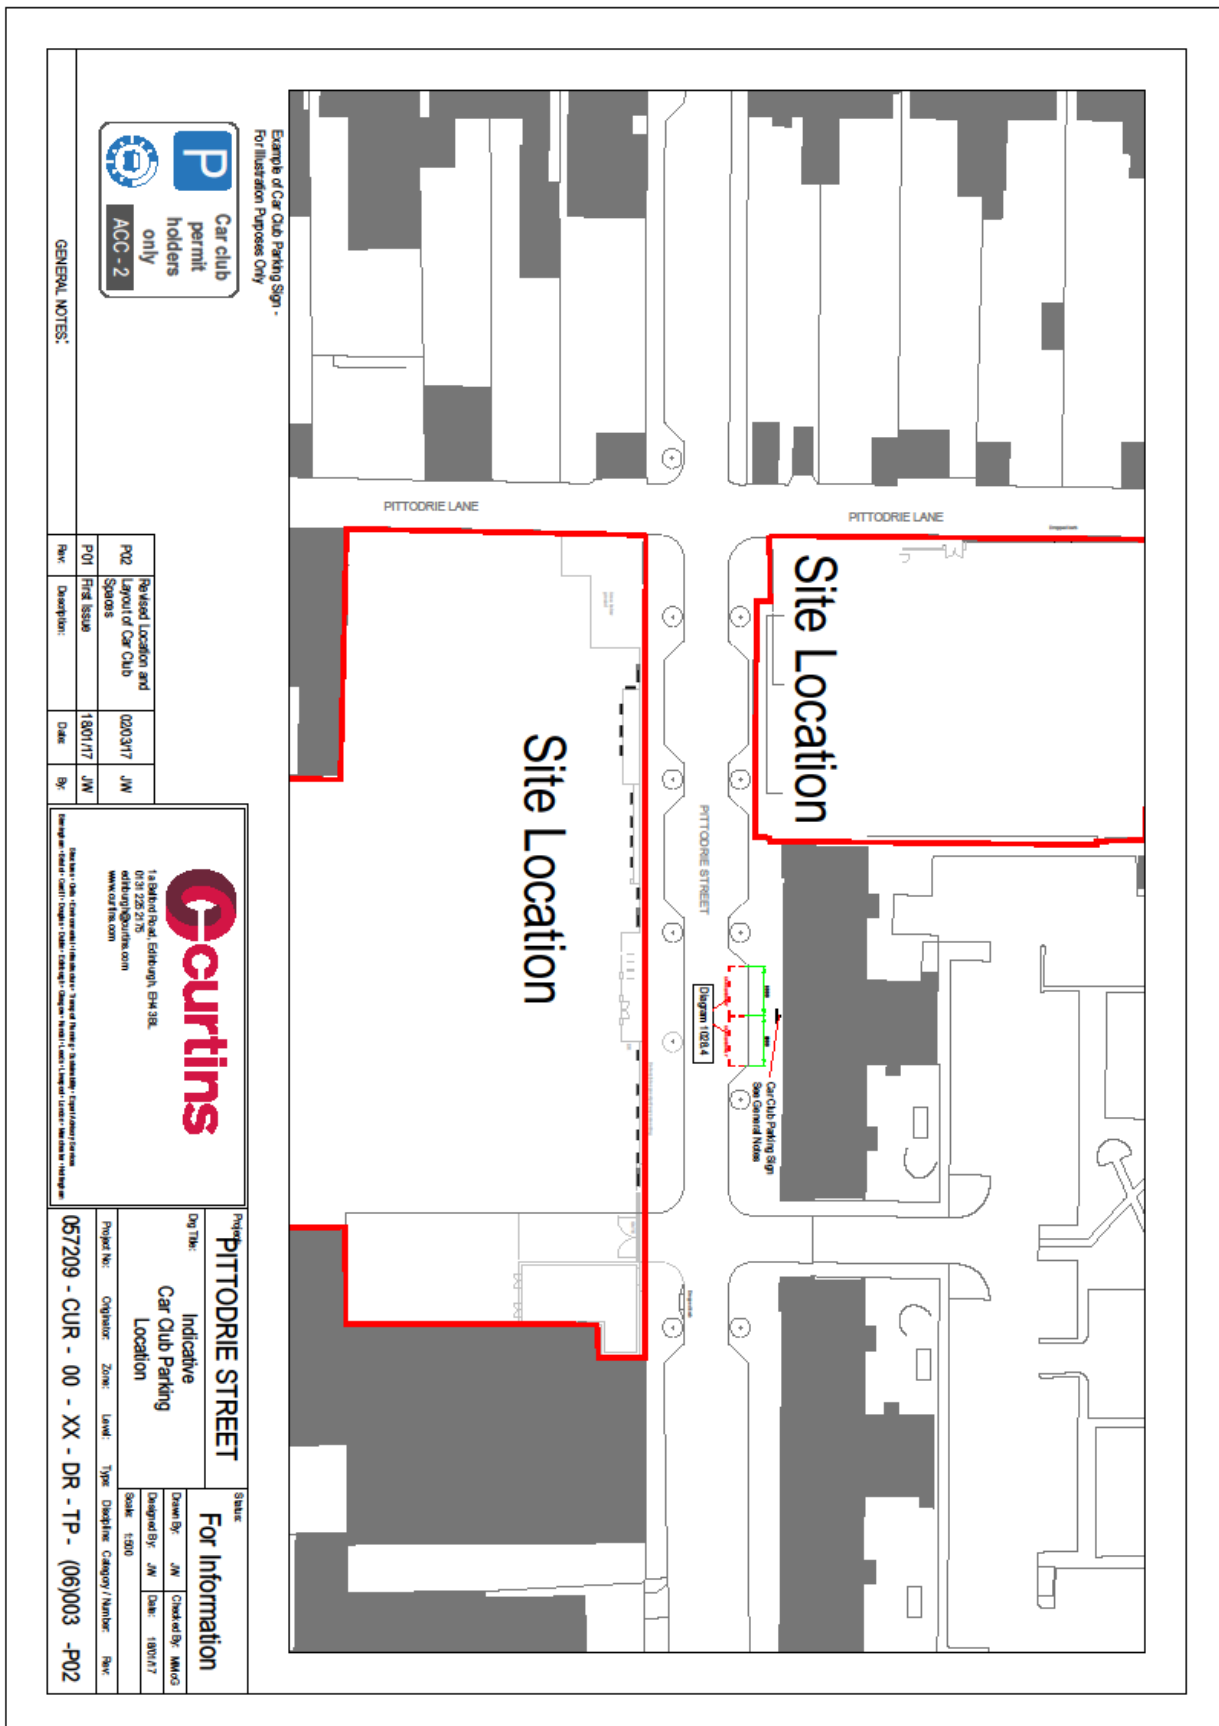 PITTODRIE LANE
PITTODRIE LANE
Site Location
Site Location
PITTODRIE STREET
Diagram 1028.4
Car Club Parking Sign
See General Notes
Example of Car Club Parking Sign -
For Illustration Purposes Only
P
Car club
permit
holders
only
ACC - 2
GENERAL NOTES:
P02
Revised Location and
Layout of Car Club
Spaces
02/03/17
JW
P01
First Issue
18/01/17
JW
Rev:
Description:
Date:
By:
curtins
1a Belford Road, Edinburgh, EH4 3BL
0131 225 2175
edinburgh@curtins.com
www.curtins.com
Project:
PITTODRIE STREET
Drg Title:
Indicative
Car Club Parking
Location
Status:
For Information
Drawn By:
JW
Checked By:
MMcG
Designed By:
JW
Date:
18/01/17
Scale:
1:500
Project No:
Originator:
Zone:
Level:
Type:
Discipline:
Category / Number:
Rev:
057209 - CUR - 00 - XX - DR - TP - (06)003 -P02